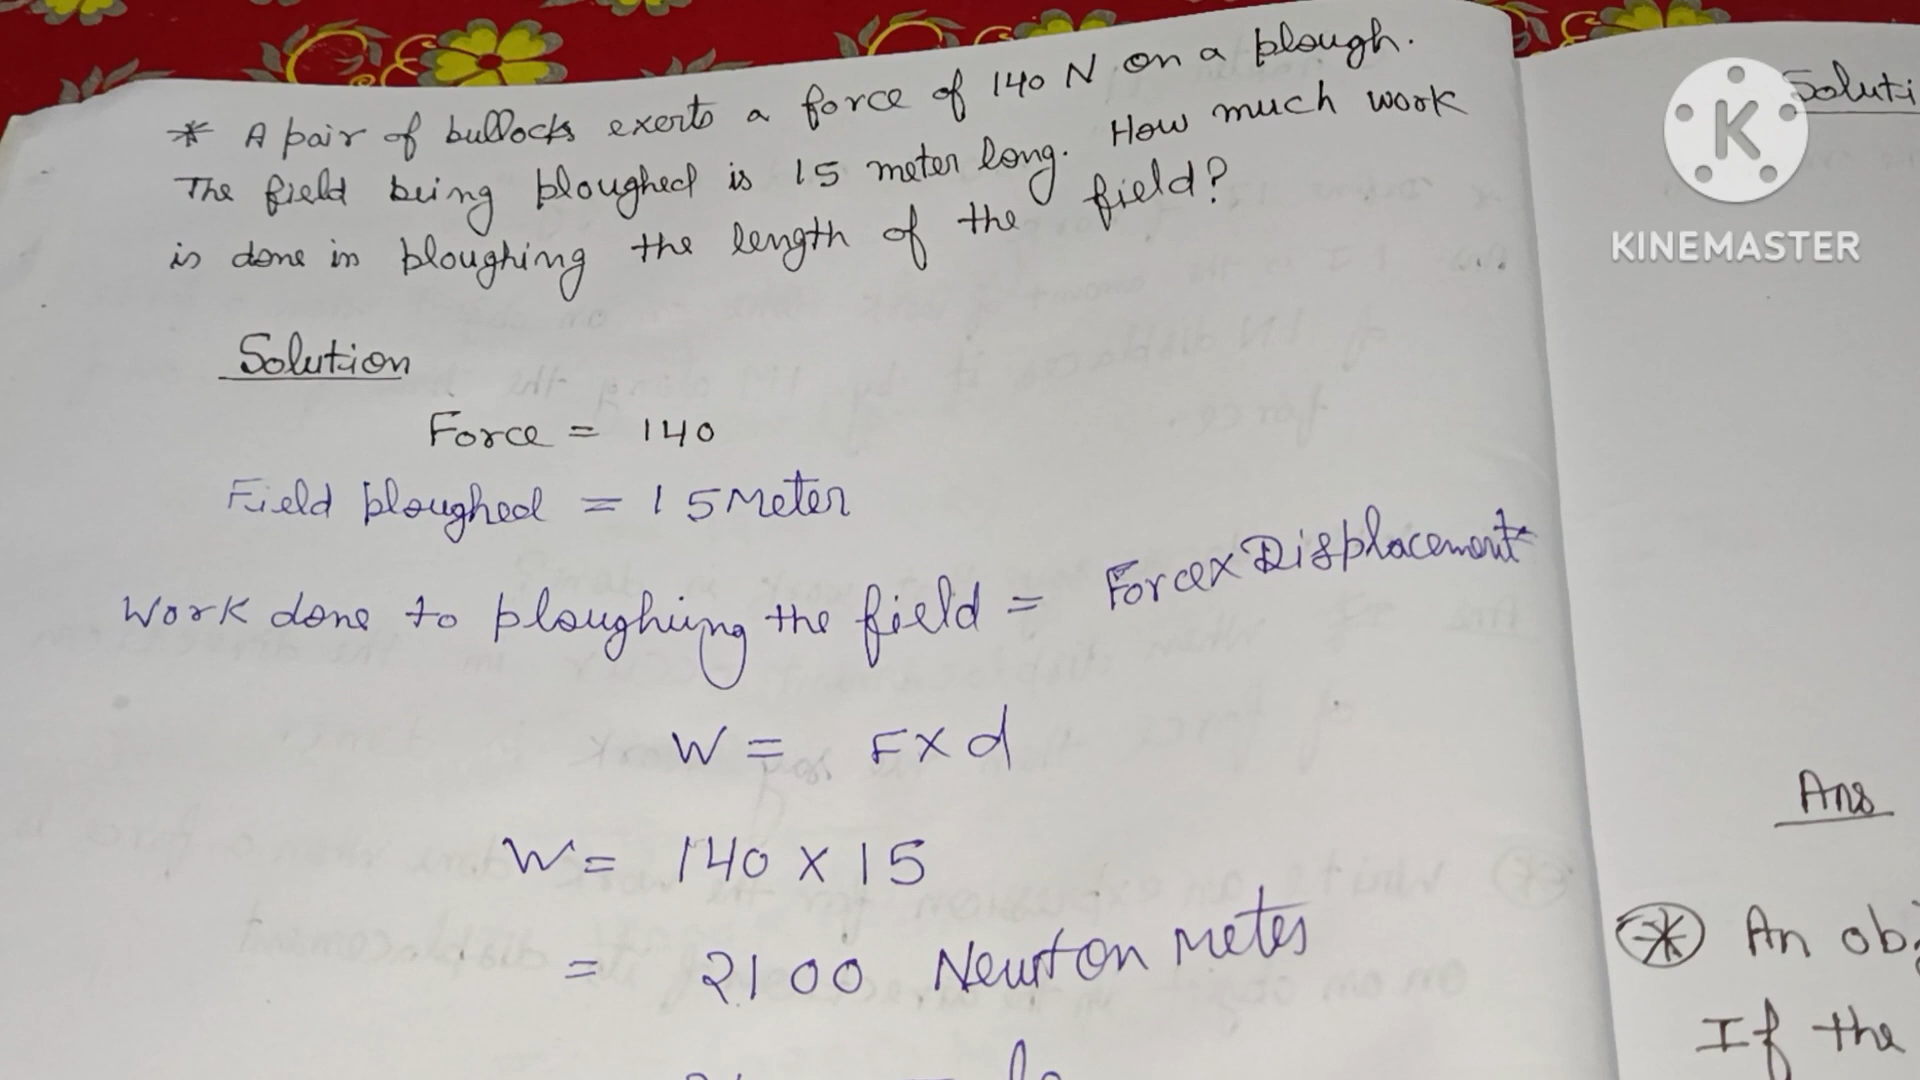 * A pair of bullocks exerts a force of 140 N on a plough.
The field being ploughed is 15 meter long. How much work
is done in ploughing the length of the field?
Solution
Force = 140
Field ploughed = 15 Meter
Work done to ploughing the field = Force x Displacement
W = F x d
W = 140 x 15
= 2100 Newton Meter
Soluti
K
KINEMASTER
Ans
* An obj
If the